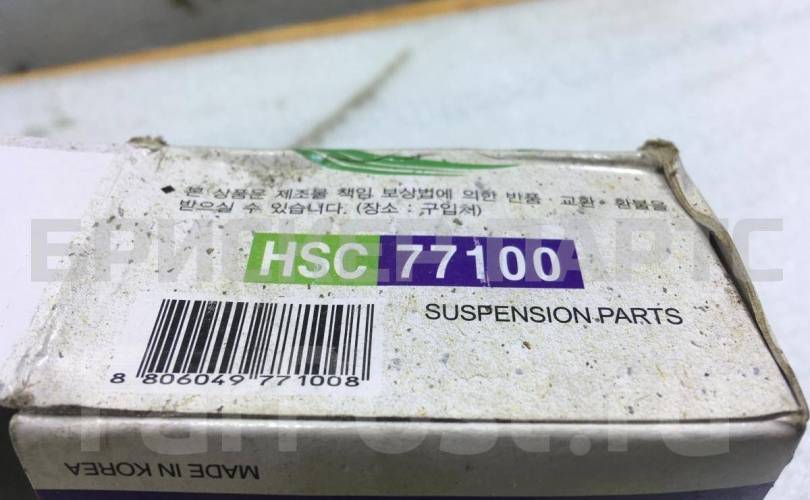 ◆ 본 상품은 제조물 책임 보상법에 의한 반품 · 교환 · 환불을
받으실 수 있습니다. (장소 : 구입처)
HSC 77100
SUSPENSION PARTS
8 806049 771008
MADE IN KOREA
Farpost.ru